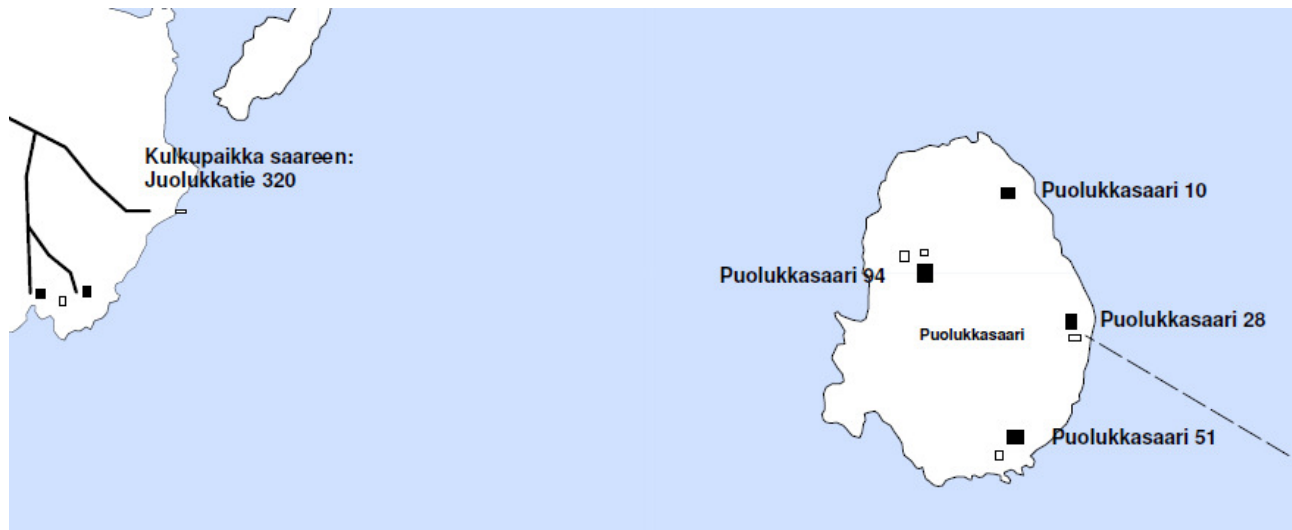 Kulkupaikka saareen:
Juolukkatie 320
Puolukkasaari 10
Puolukkasaari 94
Puolukkasaari 28
Puolukkasaari
Puolukkasaari 51